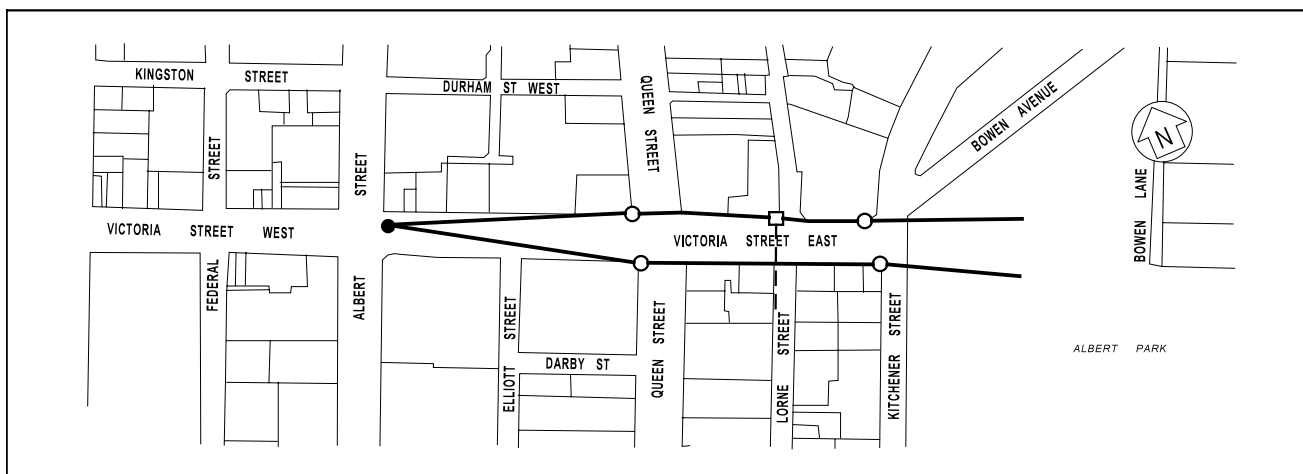 KINGSTON STREET
DURHAM ST WEST
QUEEN STREET
BOWEN AVENUE
N
STREET
STREET
BOWEN LANE
VICTORIA STREET WEST
VICTORIA STREET EAST
FEDERAL
ALBERT
ELLIOTT STREET
DARBY ST
QUEEN STREET
LORNE STREET
KITCHENER STREET
ALBERT PARK